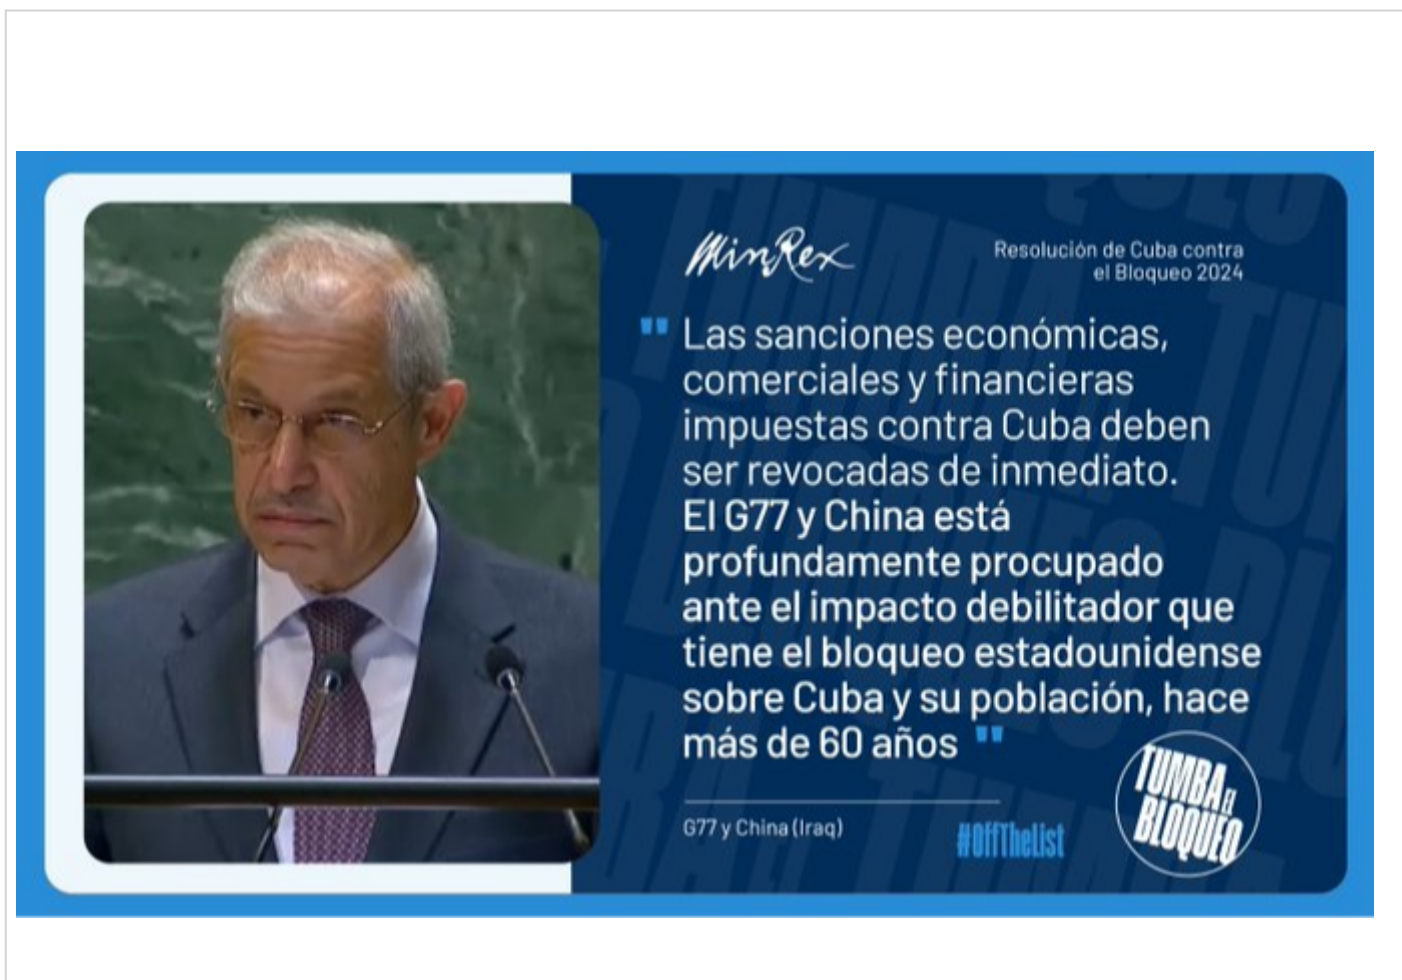 MinRex
Resolución de Cuba contra
el Bloqueo 2024
" Las sanciones económicas,
comerciales y financieras
impuestas contra Cuba deben
ser revocadas de inmediato.
El G77 y China está
profundamente procupado
ante el impacto debilitador que
tiene el bloqueo estadounidense
sobre Cuba y su población, hace
más de 60 años "
G77 y China (Iraq)
#OffTheList
TUMBA EL
BLOQUEO